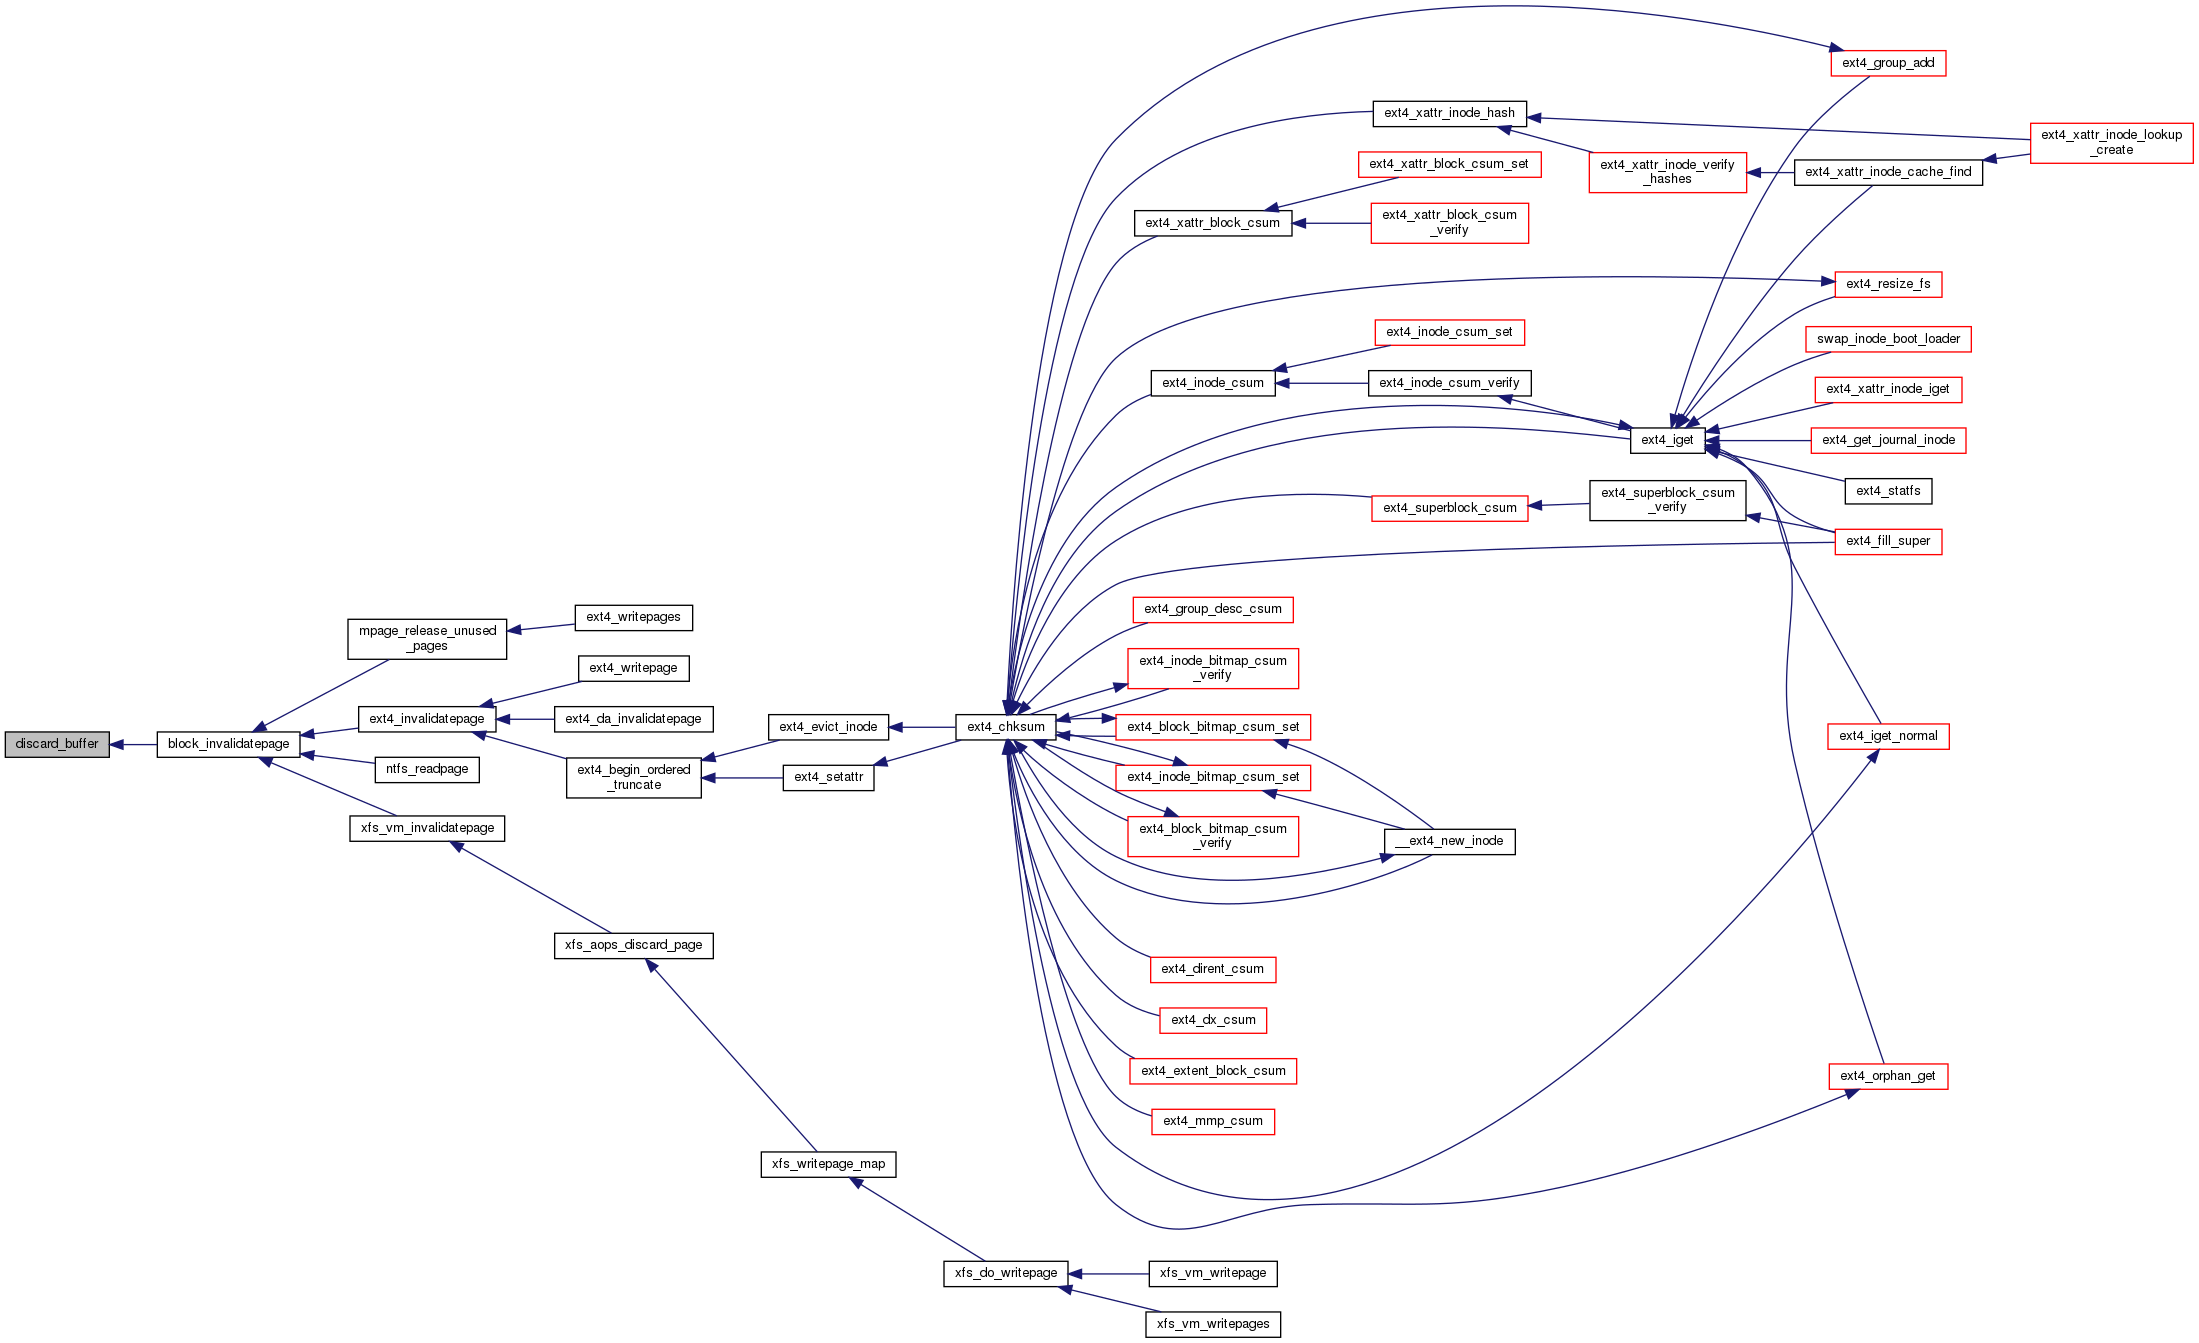 discard_buffer
block_invalidatepage
mpage_release_unused
_pages
ext4_writepages
ext4_invalidatepage
ext4_writepage
ext4_da_invalidatepage
ext4_begin_ordered
_truncate
ntfs_readpage
xfs_vm_invalidatepage
xfs_aops_discard_page
xfs_writepage_map
xfs_do_writepage
xfs_vm_writepage
xfs_vm_writepages
ext4_evict_inode
ext4_setattr
ext4_chksum
ext4_group_add
ext4_xattr_inode_hash
ext4_xattr_inode_lookup
_create
ext4_xattr_block_csum_set
ext4_xattr_inode_verify
_hashes
ext4_xattr_inode_cache_find
ext4_xattr_block_csum
ext4_xattr_block_csum
_verify
ext4_resize_fs
ext4_inode_csum_set
swap_inode_boot_loader
ext4_inode_csum
ext4_inode_csum_verify
ext4_xattr_inode_iget
ext4_iget
ext4_get_journal_inode
ext4_statfs
ext4_superblock_csum
ext4_superblock_csum
_verify
ext4_fill_super
ext4_group_desc_csum
ext4_inode_bitmap_csum
_verify
ext4_block_bitmap_csum_set
ext4_iget_normal
ext4_inode_bitmap_csum_set
ext4_block_bitmap_csum
_verify
__ext4_new_inode
ext4_dirent_csum
ext4_dx_csum
ext4_extent_block_csum
ext4_orphan_get
ext4_mmp_csum